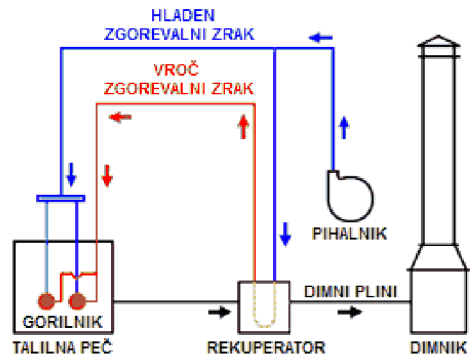 HLADEN
ZGOREVALNI ZRAK
VROČ
ZGOREVALNI ZRAK
PIHALNIK
DIMNI PLINI
GORILNIK
TALILNA PEČ
REKUPERATOR
DIMNIK